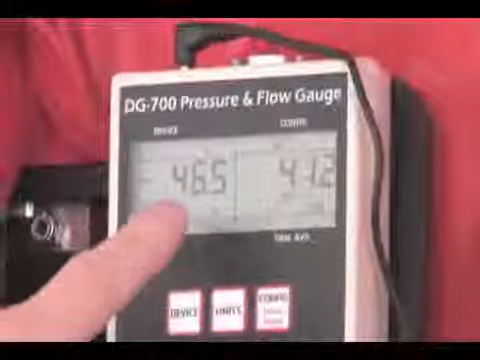 DG-700 Pressure & Flow Gauge
DEVICE CONFIG
46.5 41.2
TIME AVG
DEVICE UNITS CONFIG